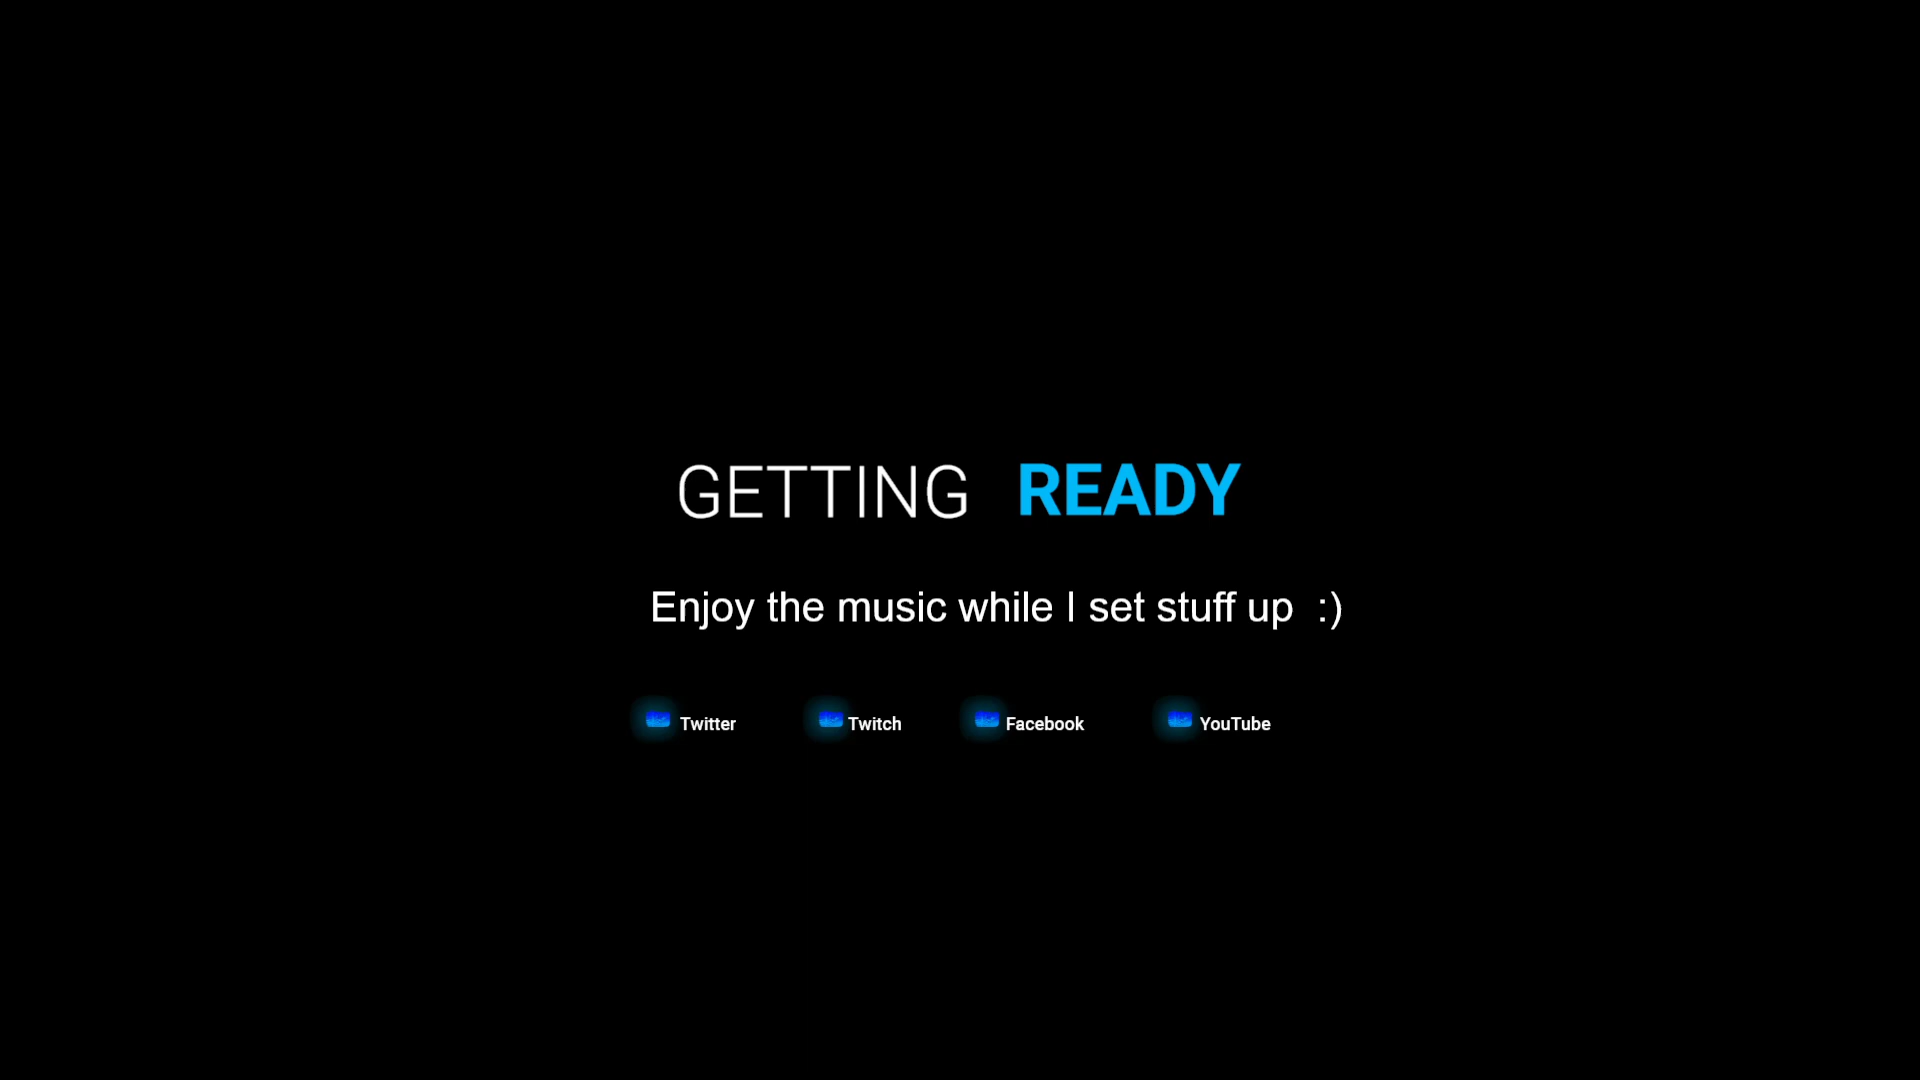 GETTING READY
Enjoy the music while I set stuff up :)
Twitter Twitch Facebook YouTube